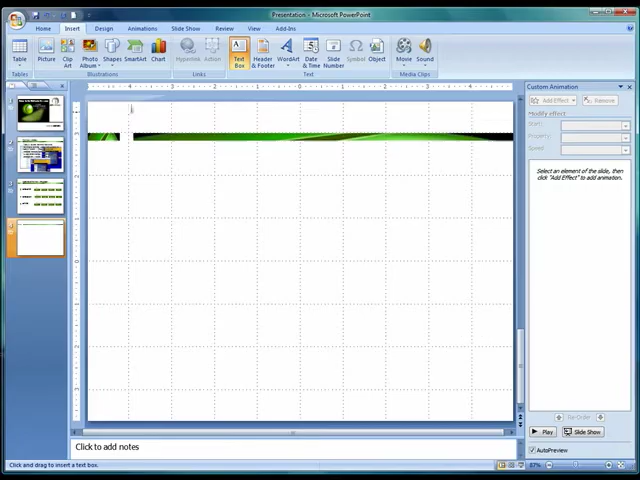 Presentation - Microsoft PowerPoint
Home Insert Design Animations Slide Show Review View Add-Ins
Table Picture Clip Art Photo Album Shapes SmartArt Chart Hyperlink Action Text Box Header & Footer WordArt Date & Time Slide Number Symbol Object Movie Sound
Tables Illustrations Links Text Media Clips
Custom Animation
Add Effect Remove
Modify effect
Start:
Property:
Speed:
Select an element of the slide, then click "Add Effect" to add animation.
Re-Order
Play Slide Show
AutoPreview
Click to add notes
Click and drag to insert a text box.
87%